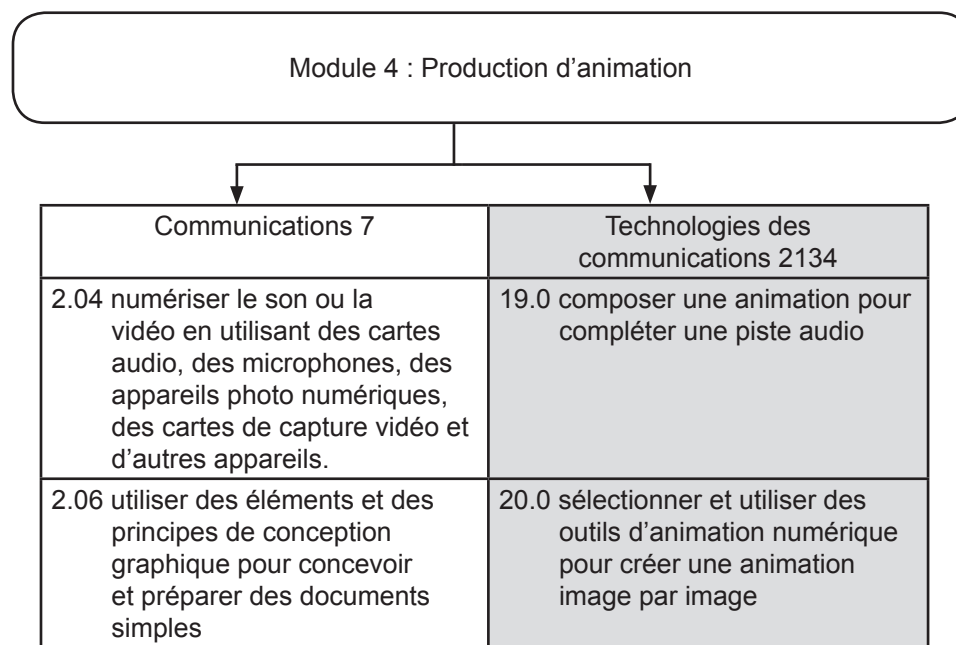 Module 4 : Production d’animation
Communications 7
Technologies des
communications 2134
2.04 numériser le son ou la
vidéo en utilisant des cartes
audio, des microphones, des
appareils photo numériques,
des cartes de capture vidéo et
d’autres appareils.
19.0 composer une animation pour
compléter une piste audio
2.06 utiliser des éléments et des
principes de conception
graphique pour concevoir
et préparer des documents
simples
20.0 sélectionner et utiliser des
outils d’animation numérique
pour créer une animation
image par image